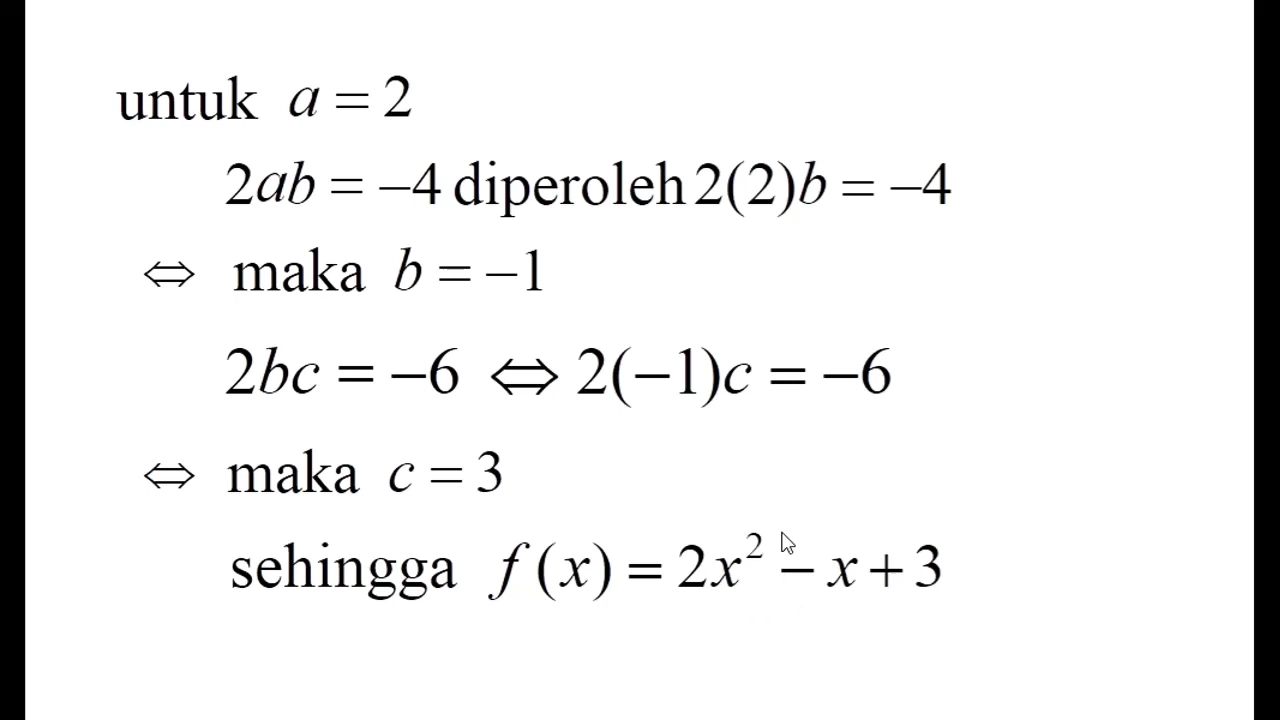 untuk a = 2
2ab = −4 diperoleh 2(2)b = −4
⇔ maka b = −1
2bc = −6 ⇔ 2(−1)c = −6
⇔ maka c = 3
sehingga f(x) = 2x² − x + 3